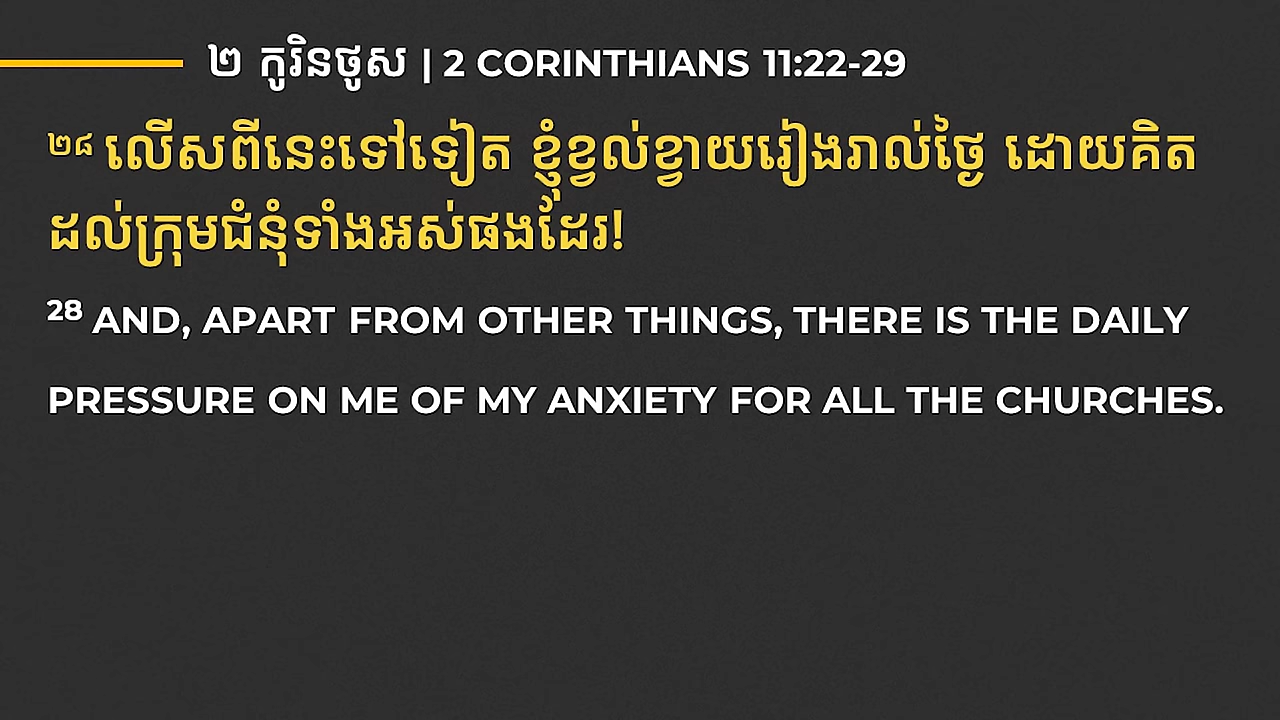 ២ កូរិនថូស | 2 CORINTHIANS 11:22-29
២៨ លើសពីនេះទៅទៀត ខ្ញុំខ្វល់ខ្វាយរៀងរាល់ថ្ងៃ ដោយគិត
ដល់ក្រុមជំនុំទាំងអស់ផងដែរ!
28 AND, APART FROM OTHER THINGS, THERE IS THE DAILY
PRESSURE ON ME OF MY ANXIETY FOR ALL THE CHURCHES.